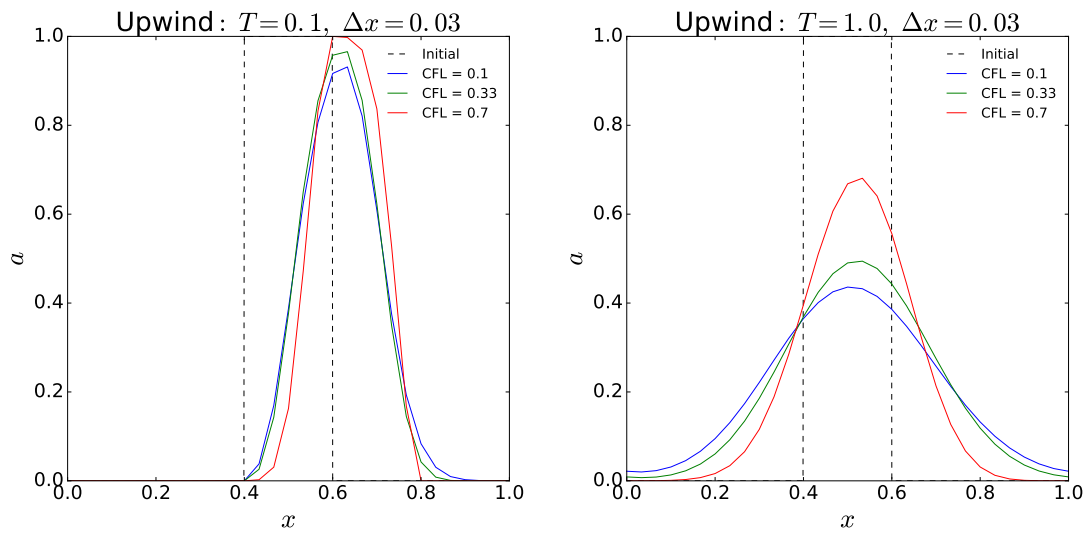 Upwind: T=0.1, Δx=0.03
1.0
0.8
0.6
0.4
0.2
0.0
a
Initial
CFL = 0.1
CFL = 0.33
CFL = 0.7
0.0 0.2 0.4 0.6 0.8 1.0
x
Upwind: T=1.0, Δx=0.03
1.0
0.8
0.6
0.4
0.2
0.0
a
Initial
CFL = 0.1
CFL = 0.33
CFL = 0.7
0.0 0.2 0.4 0.6 0.8 1.0
x